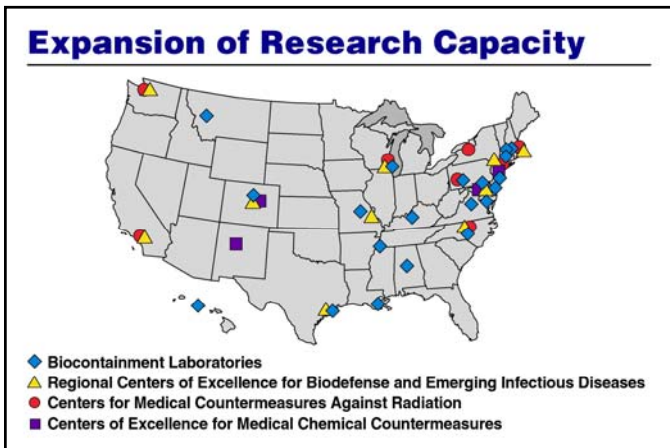 Expansion of Research Capacity
Biocontainment Laboratories
Regional Centers of Excellence for Biodefense and Emerging Infectious Diseases
Centers for Medical Countermeasures Against Radiation
Centers of Excellence for Medical Chemical Countermeasures